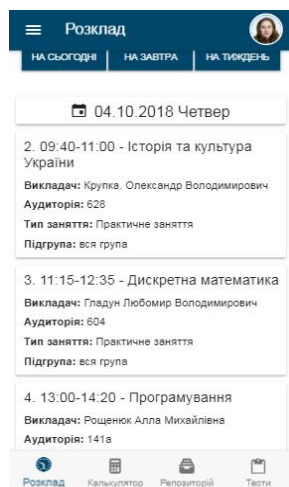 Розклад
НА СЬОГОДНІ НА ЗАВТРА НА ТИЖДЕНЬ
04.10.2018 Четвер
2. 09:40-11:00 - Історія та культура
України
Викладач: Крупка. Олександр Володимирович
Аудиторія: 628
Тип заняття: Практичне заняття
Підгрупа: вся група
3. 11:15-12:35 - Дискретна математика
Викладач: Гладун Любомир Володимирович
Аудиторія: 604
Тип заняття: Практичне заняття
Підгрупа: вся група
4. 13:00-14:20 - Програмування
Викладач: Рощенюк Алла Михайлівна
Аудиторія: 141а
Розклад Калькулятор Репозиторій Тести